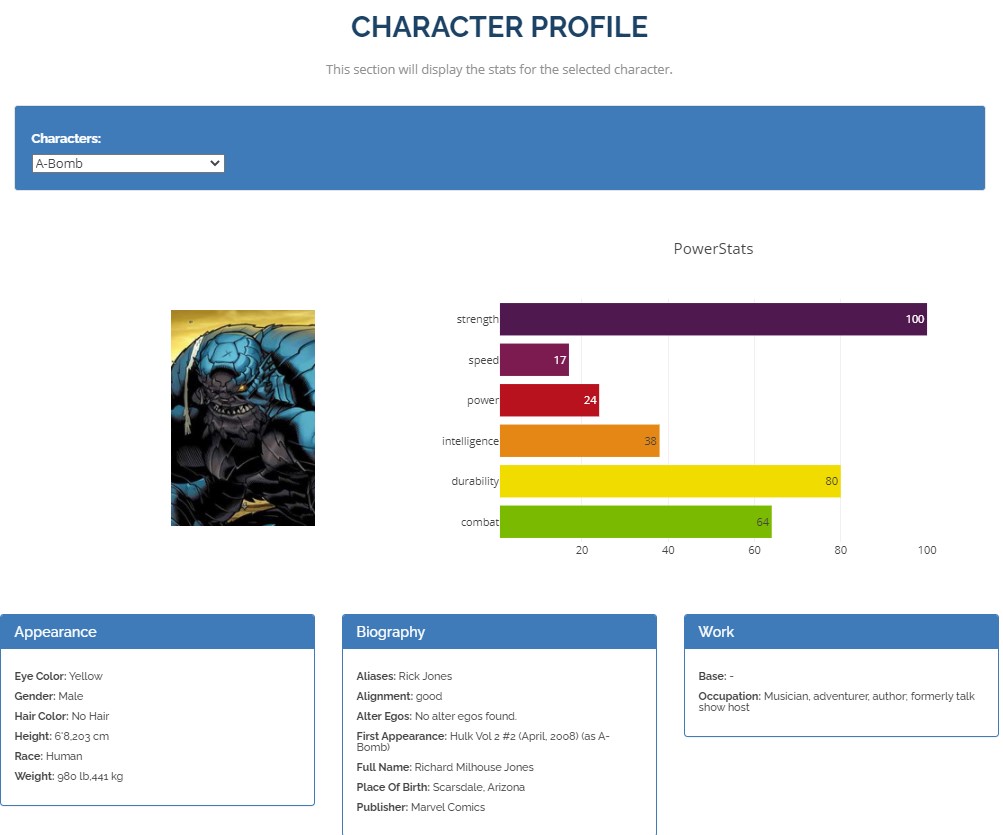 CHARACTER PROFILE
This section will display the stats for the selected character.
Characters:
A-Bomb
PowerStats
strength 100
speed 17
power 24
intelligence 38
durability 80
combat 64
20 40 60 80 100
Appearance
Eye Color: Yellow
Gender: Male
Hair Color: No Hair
Height: 6'8,203 cm
Race: Human
Weight: 980 lb,441 kg
Biography
Aliases: Rick Jones
Alignment: good
Alter Egos: No alter egos found.
First Appearance: Hulk Vol 2 #2 (April, 2008) (as A-
Bomb)
Full Name: Richard Milhouse Jones
Place Of Birth: Scarsdale, Arizona
Publisher: Marvel Comics
Work
Base: -
Occupation: Musician, adventurer, author; formerly talk
show host